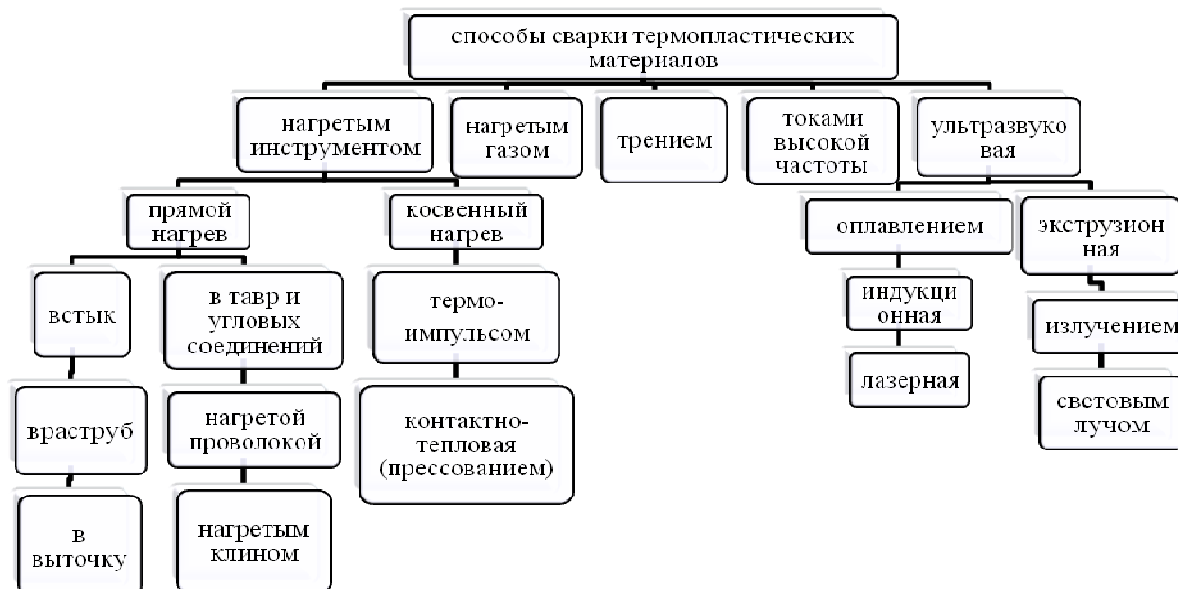 способы сварки термопластических
материалов
нагретым
инструментом
нагретым
газом
трением
токами
высокой
частоты
ультразвуко
вая
прямой
нагрев
косвенный
нагрев
оплавлением
экструзион
ная
встык
в тавр и
угловых
соединений
термо-
импульсом
индукци
онная
излучением
враструб
нагретой
проволокой
контактно-
тепловая
(прессованием)
лазерная
световым
лучом
в
выточку
нагретым
клином